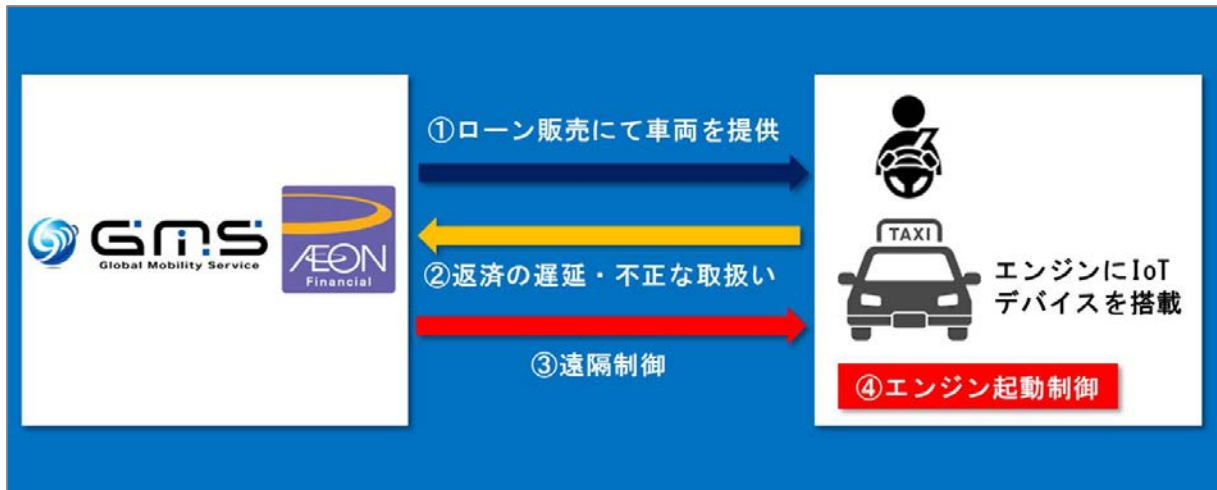 ①ローン販売にて車両を提供
GMS
Global Mobility Service
ÆON
Financial
②返済の遅延・不正な取扱い
③遠隔制御
TAXI
エンジンにIoT
デバイスを搭載
④エンジン起動制御